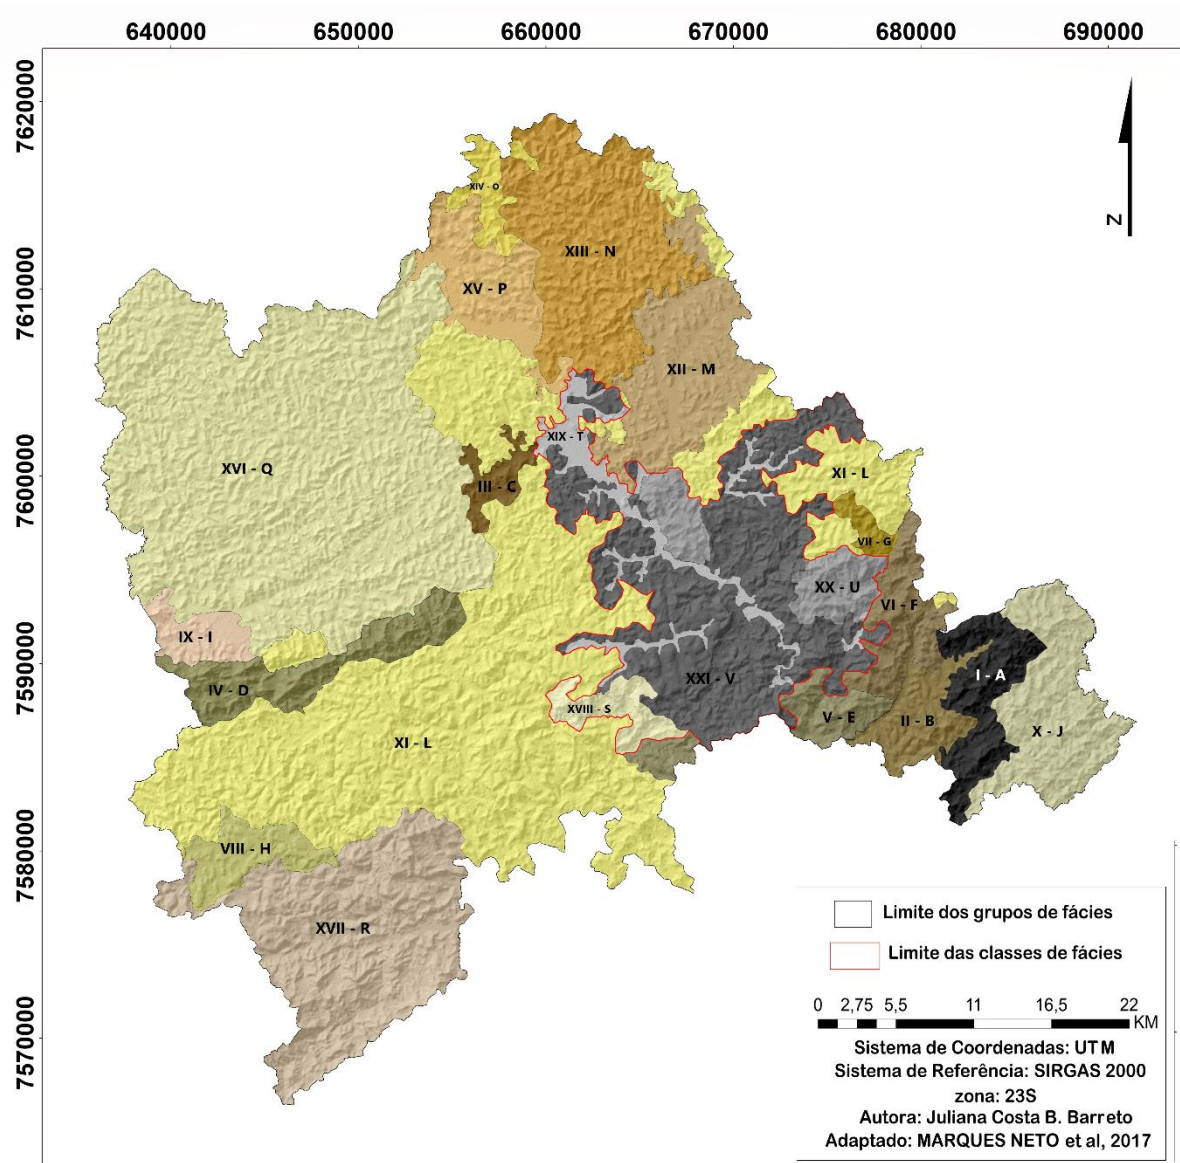 640000 650000 660000 670000 680000 690000
7620000
7610000
7600000
7590000
7580000
7570000
N
XIV - O
XIII - N
XV - P
XII - M
XIX - T
XVI - Q
III - C
XI - L
VII - G
XX - U
VI - F
IX - I
IV - D
XXI - V
I - A
XVIII - S
V - E
II - B
X - J
XI - L
VIII - H
XVII - R
Limite dos grupos de fácies
Limite das classes de fácies
0 2,75 5,5 11 16,5 22
KM
Sistema de Coordenadas: UTM
Sistema de Referência: SIRGAS 2000
zona: 23S
Autora: Juliana Costa B. Barreto
Adaptado: MARQUES NETO et al, 2017